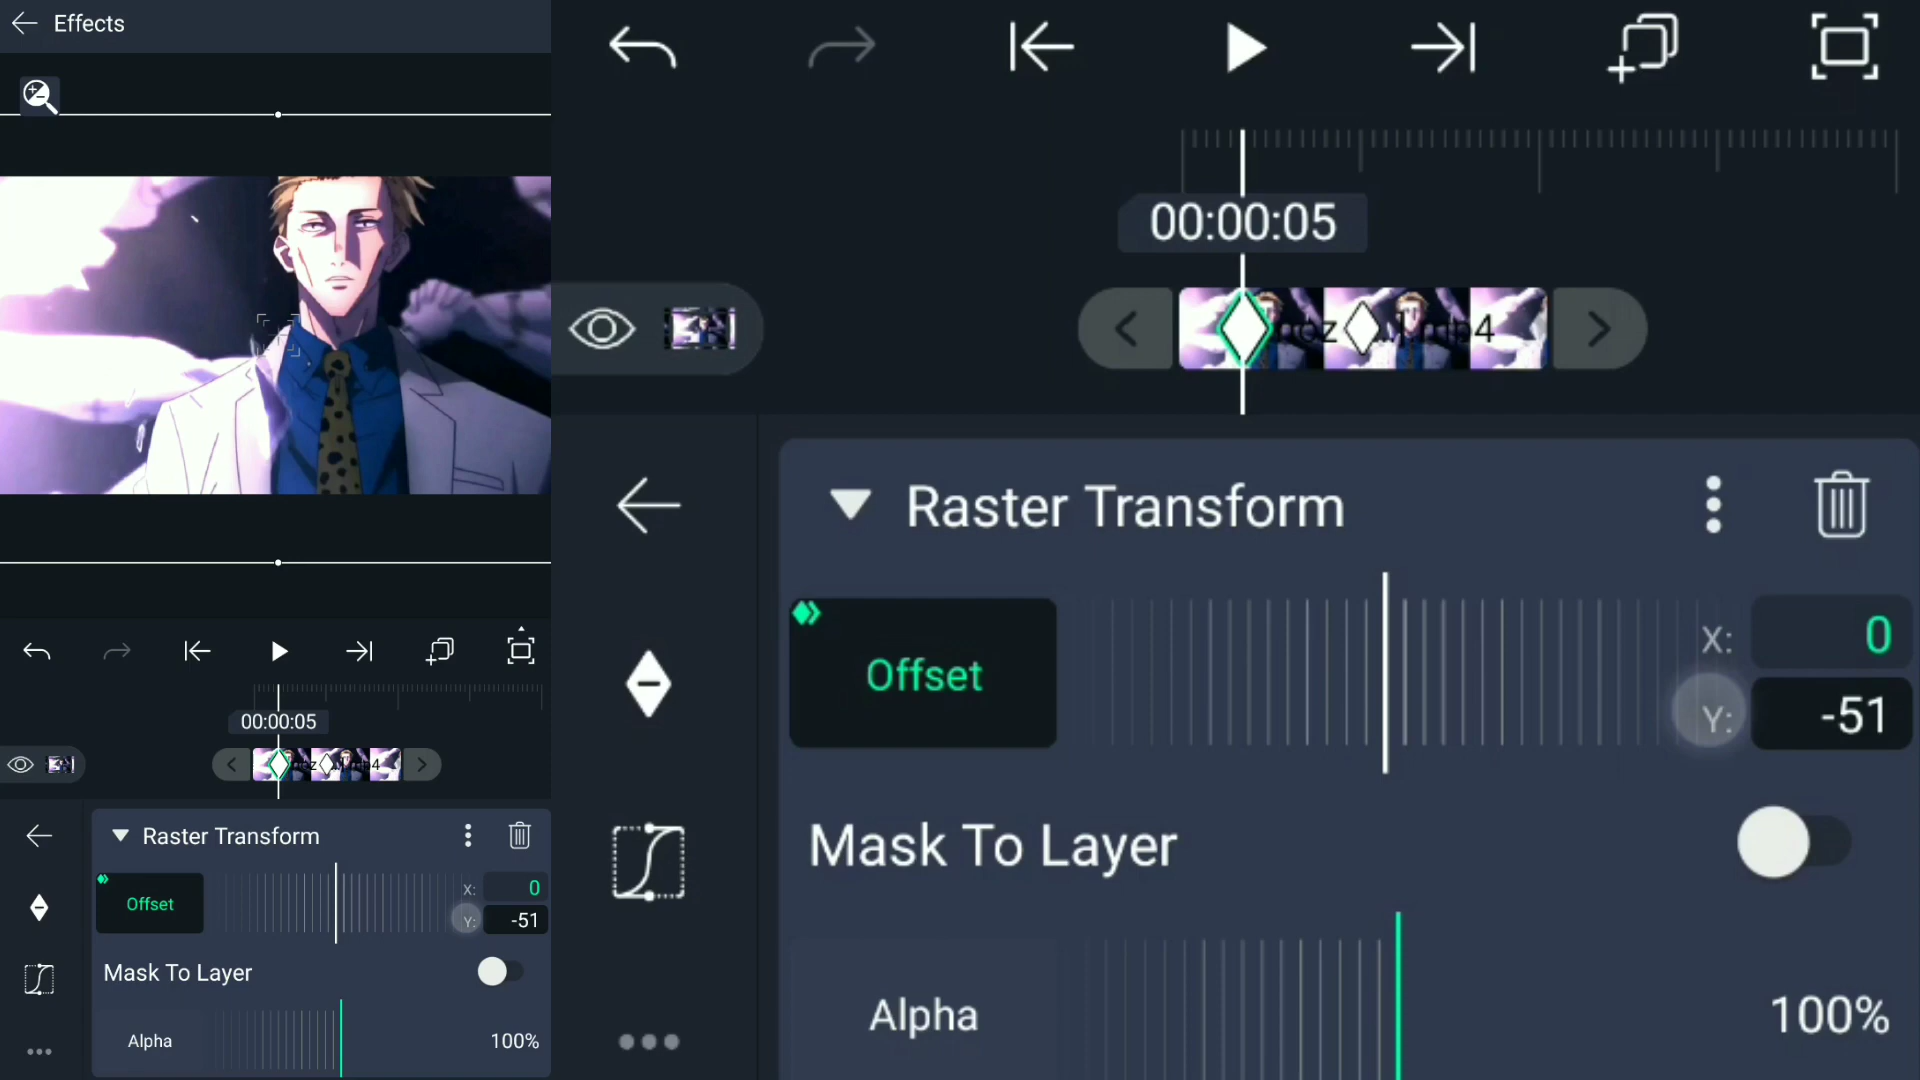 Effects
00:00:05
Raster Transform
Offset
X: 0
Y: -51
Mask To Layer
Alpha
100%
00:00:05
.mp4
Raster Transform
Offset
X: 0
Y: -51
Mask To Layer
Alpha
100%